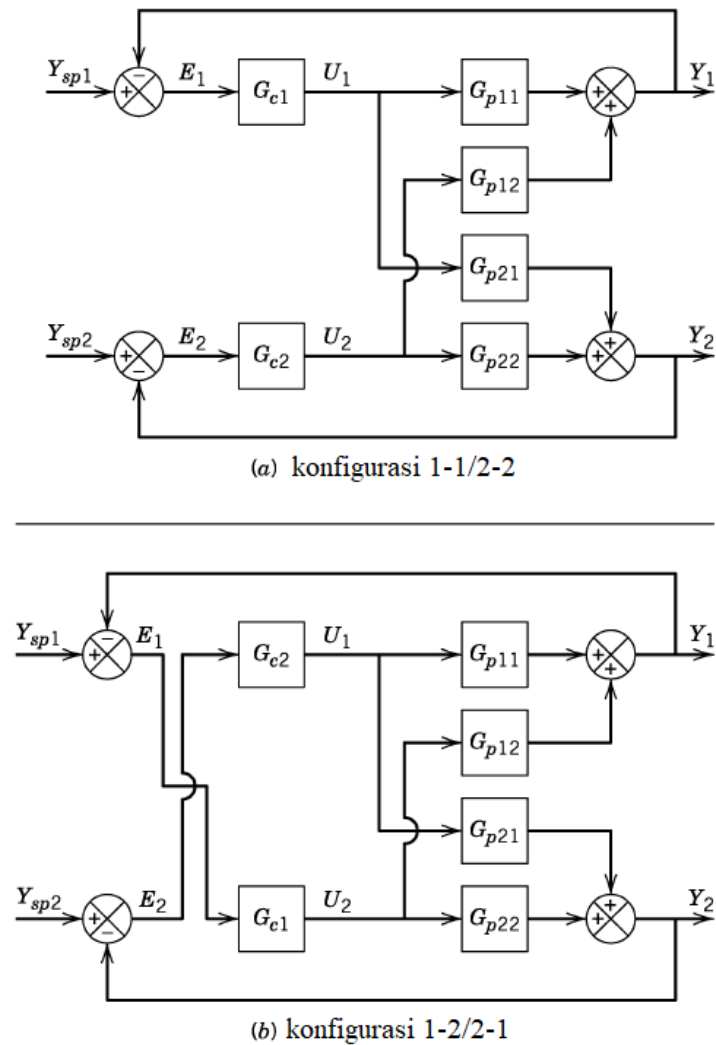 Y_sp1 − + E_1 G_c1 U_1 G_p11 + + Y_1
G_p12
G_p21
Y_sp2 + − E_2 G_c2 U_2 G_p22 + + Y_2
(a) konfigurasi 1-1/2-2
Y_sp1 − + E_1 G_c2 U_1 G_p11 + + Y_1
G_p12
G_p21
Y_sp2 + − E_2 G_c1 U_2 G_p22 + + Y_2
(b) konfigurasi 1-2/2-1